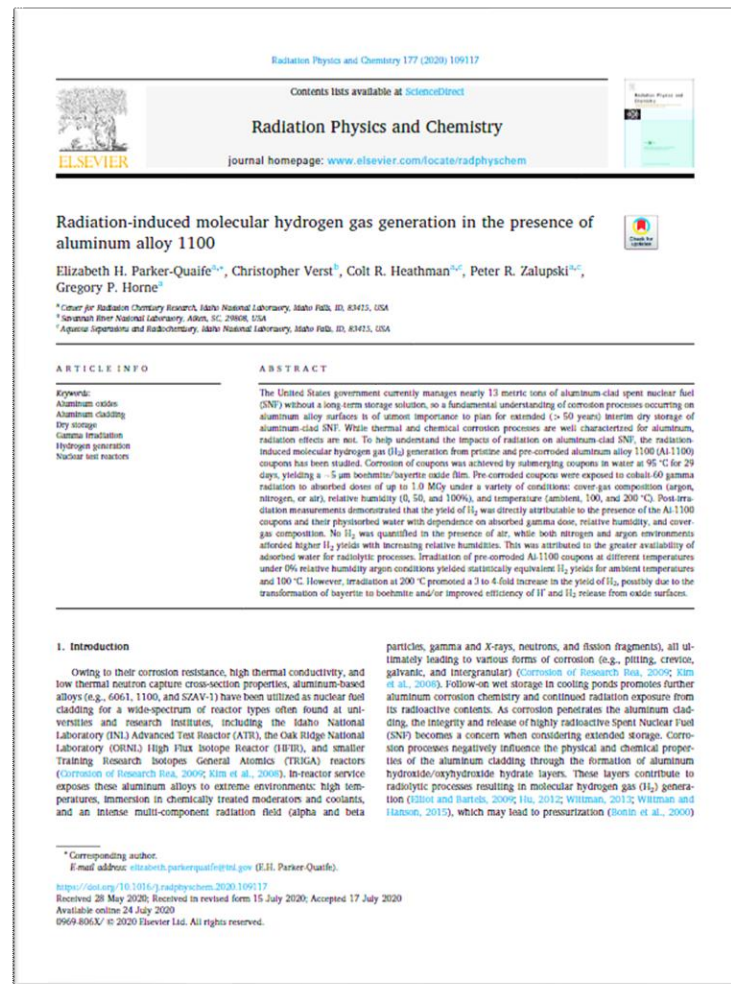 Radiation Physics and Chemistry 177 (2020) 109117
Contents lists available at ScienceDirect
Radiation Physics and Chemistry
journal homepage: www.elsevier.com/locate/radphyschem
ELSEVIER
Radiation Physics and Chemistry
Radiation-induced molecular hydrogen gas generation in the presence of
aluminum alloy 1100
Check for
updates
Elizabeth H. Parker-Quaife a,*, Christopher Verst b, Colt R. Heathman a,c, Peter R. Zalupski a,c,
Gregory P. Horne a
a Center for Radiation Chemistry Research, Idaho National Laboratory, Idaho Falls, ID, 83415, USA
b Savannah River National Laboratory, Aiken, SC, 29808, USA
c Aqueous Separations and Radiochemistry, Idaho National Laboratory, Idaho Falls, ID, 83415, USA
ARTICLE INFO
Keywords:
Aluminum oxides
Aluminum cladding
Dry storage
Gamma irradiation
Hydrogen generation
Nuclear test reactors
ABSTRACT
The United States government currently manages nearly 13 metric tons of aluminum-clad spent nuclear fuel
(SNF) without a long-term storage solution, so a fundamental understanding of corrosion processes occurring on
aluminum alloy surfaces is of utmost importance to plan for extended (> 50 years) interim dry storage of
aluminum-clad SNF. While thermal and chemical corrosion processes are well characterized for aluminum,
radiation effects are not. To help understand the impacts of radiation on aluminum-clad SNF, the radiation-
induced molecular hydrogen gas (H2) generation from pristine and pre-corroded aluminum alloy 1100 (Al-1100)
coupons has been studied. Corrosion of coupons was achieved by submerging coupons in water at 95 °C for 29
days, yielding a ~5 μm boehmite/bayerite oxide film. Pre-corroded coupons were exposed to cobalt-60 gamma
radiation to absorbed doses of up to 1.0 MGy under a variety of conditions: cover-gas composition (argon,
nitrogen, or air), relative humidity (0, 50, and 100%), and temperature (ambient, 100, and 200 °C). Post-irra-
diation measurements demonstrated that the yield of H2 was directly attributable to the presence of the Al-1100
coupons and their physisorbed water with dependence on absorbed gamma dose, relative humidity, and cover-
gas composition. No H2 was quantified in the presence of air, while both nitrogen and argon environments
afforded higher H2 yields with increasing relative humidities. This was attributed to the greater availability of
adsorbed water for radiolytic processes. Irradiation of pre-corroded Al-1100 coupons at different temperatures
under 0% relative humidity argon conditions yielded statistically equivalent H2 yields for ambient temperatures
and 100 °C. However, irradiation at 200 °C promoted a 3 to 4-fold increase in the yield of H2, possibly due to the
transformation of bayerite to boehmite and/or improved efficiency of H• and H2 release from oxide surfaces.
1. Introduction
Owing to their corrosion resistance, high thermal conductivity, and
low thermal neutron capture cross-section properties, aluminum-based
alloys (e.g., 6061, 1100, and SZAV-1) have been utilized as nuclear fuel
cladding for a wide-spectrum of reactor types often found at uni-
versities and research institutes, including the Idaho National
Laboratory (INL) Advanced Test Reactor (ATR), the Oak Ridge National
Laboratory (ORNL) High Flux Isotope Reactor (HFIR), and smaller
Training Research Isotopes General Atomics (TRIGA) reactors
(Corrosion of Research Rea, 2009; Kim et al., 2008). In-reactor service
exposes these aluminum alloys to extreme environments: high tem-
peratures, immersion in chemically treated moderators and coolants,
and an intense multi-component radiation field (alpha and beta
particles, gamma and X-rays, neutrons, and fission fragments), all ul-
timately leading to various forms of corrosion (e.g., pitting, crevice,
galvanic, and intergranular) (Corrosion of Research Rea, 2009; Kim
et al., 2008). Follow-on wet storage in cooling ponds promotes further
aluminum corrosion chemistry and continued radiation exposure from
its radioactive contents. As corrosion penetrates the aluminum clad-
ding, the integrity and release of highly radioactive Spent Nuclear Fuel
(SNF) becomes a concern when considering extended storage. Corro-
sion processes negatively influence the physical and chemical proper-
ties of the aluminum cladding through the formation of aluminum
hydroxide/oxyhydroxide hydrate layers. These layers contribute to
radiolytic processes resulting in molecular hydrogen gas (H2) genera-
tion (Elliot and Bartels, 2009; Hu, 2012; Wittman, 2013; Wittman and
Hanson, 2015), which may lead to pressurization (Bonin et al., 2000)
* Corresponding author.
E-mail address: elizabeth.parkerquaife@inl.gov (E.H. Parker-Quaife).
https://doi.org/10.1016/j.radphyschem.2020.109117
Received 28 May 2020; Received in revised form 15 July 2020; Accepted 17 July 2020
Available online 24 July 2020
0969-806X/ © 2020 Elsevier Ltd. All rights reserved.